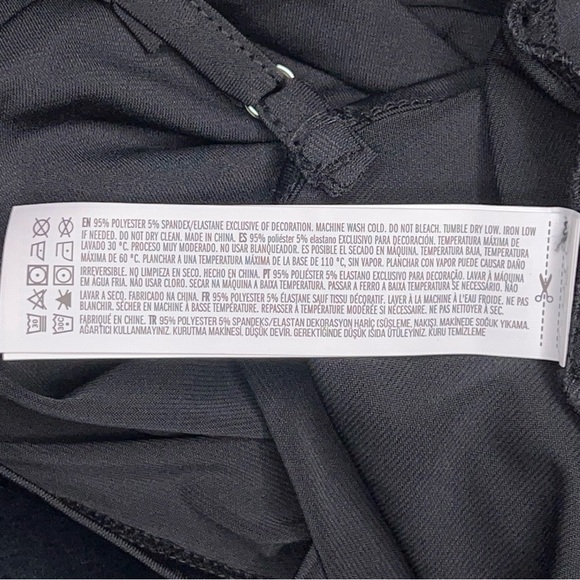 EN 95% POLYESTER 5% SPANDEX/ELASTANE EXCLUSIVE OF DECORATION. MACHINE WASH COLD. DO NOT BLEACH. TUMBLE DRY LOW. IRON LOW
IF NEEDED. DO NOT DRY CLEAN. MADE IN CHINA. ES 95% poliéster 5% elastano EXCLUSIVO PARA DECORACIÓN. TEMPERATURA MÁXIMA DE
LAVADO 30 ºC. PROCESO MUY MODERADO. NO USAR BLANQUEADOR. ES POSIBLE EL SECADO EN MÁQUINA. TEMPERATURA BAJA, TEMPERATURA
MÁXIMA DE 60 ºC. PLANCHAR A UNA TEMPERATURA MÁXIMA DE LA BASE DE 110 ºC, SIN VAPOR. PLANCHAR CON VAPOR PUEDE CAUSAR DAÑO
IRREVERSIBLE. NO LIMPIEZA EN SECO. HECHO EN CHINA. PT 95% POLIÉSTER 5% ELASTANO EXCLUSIVO PARA DECORAÇÃO. LAVAR À MÁQUINA
EM ÁGUA FRIA. NÃO USAR ALVEJANTE. SECAR NA MÁQUINA A BAIXA TEMPERATURA. PASSAR A FERRO A BAIXA TEMPERATURA SE NECESSÁRIO. NÃO
LAVAR A SECO. FABRICADO NA CHINA. FR 95% POLYESTER 5% ÉLASTANE SAUF TISSU DÉCORATIF. LAVER À LA MACHINE À L'EAU FROIDE. NE PAS
BLANCHIR. SÉCHER EN MACHINE À BASSE TEMPÉRATURE. REPASSER À BASSE TEMPÉRATURE SI NÉCESSAIRE. NE PAS NETTOYER À SEC.
FABRIQUÉ EN CHINE. TR 95% POLYESTER 5% SPANDEKS/ELASTAN DEKORASYON HARİÇ (SÜSLEME, NAKIŞ). MAKİNEDE SOĞUK YIKAMA.
AĞARTICI KULLANMAYINIZ. KURUTMA MAKİNESİ, DÜŞÜK DEVİR. GEREKTİĞİNDE DÜŞÜK ISIDA ÜTÜLEYİNİZ. KURU TEMİZLEME